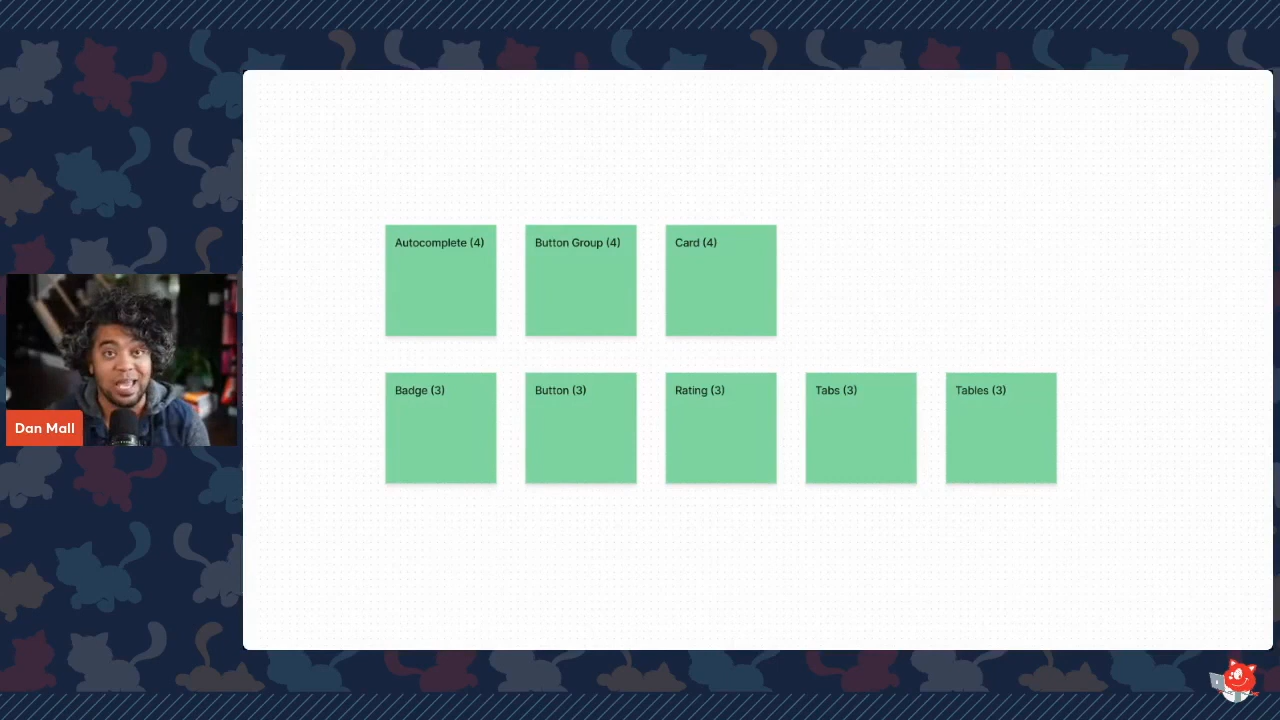 Autocomplete (4)
Button Group (4)
Card (4)
Badge (3)
Button (3)
Rating (3)
Tabs (3)
Tables (3)
Dan Mall